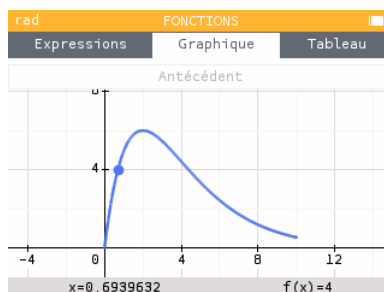 rad FONCTIONS
Expressions Graphique Tableau
Antécédent
4
-4 0 4 8 12
x=0.6939632 f(x)=4